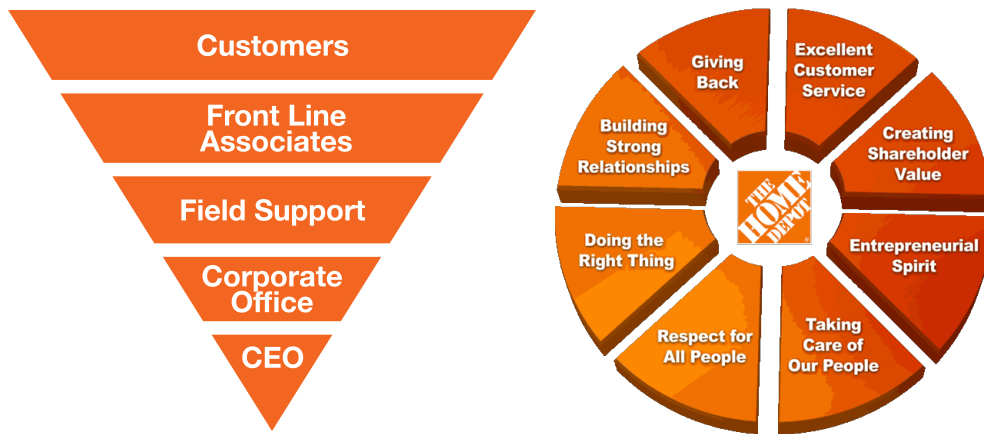 Customers
Front Line
Associates
Field Support
Corporate
Office
CEO
Giving
Back
Excellent
Customer
Service
Creating
Shareholder
Value
Entrepreneurial
Spirit
Taking
Care of
Our People
Respect for
All People
Doing the
Right Thing
Building
Strong
Relationships
THE
HOME
DEPOT
®